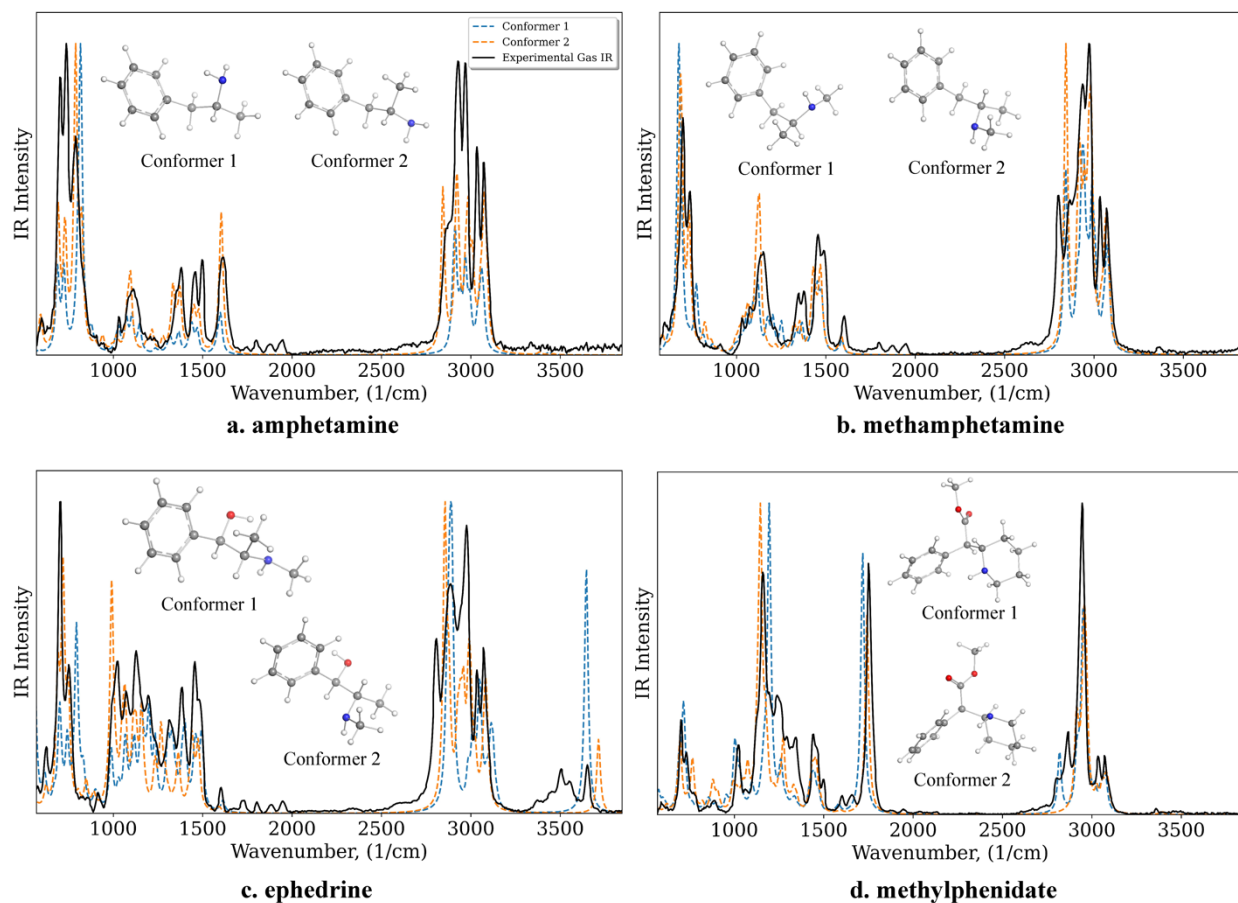 Conformer 1
Conformer 2
Experimental Gas IR
IR Intensity
Conformer 1
Conformer 2
1000 1500 2000 2500 3000 3500
Wavenumber, (1/cm)
a. amphetamine
IR Intensity
Conformer 1
Conformer 2
1000 1500 2000 2500 3000 3500
Wavenumber, (1/cm)
b. methamphetamine
IR Intensity
Conformer 1
Conformer 2
1000 1500 2000 2500 3000 3500
Wavenumber, (1/cm)
c. ephedrine
IR Intensity
Conformer 1
Conformer 2
1000 1500 2000 2500 3000 3500
Wavenumber, (1/cm)
d. methylphenidate